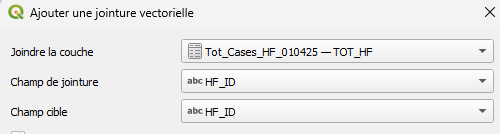 Ajouter une jointure vectorielle
Joindre la couche Tot_Cases_HF_010425 — TOT_HF
Champ de jointure abc HF_ID
Champ cible abc HF_ID